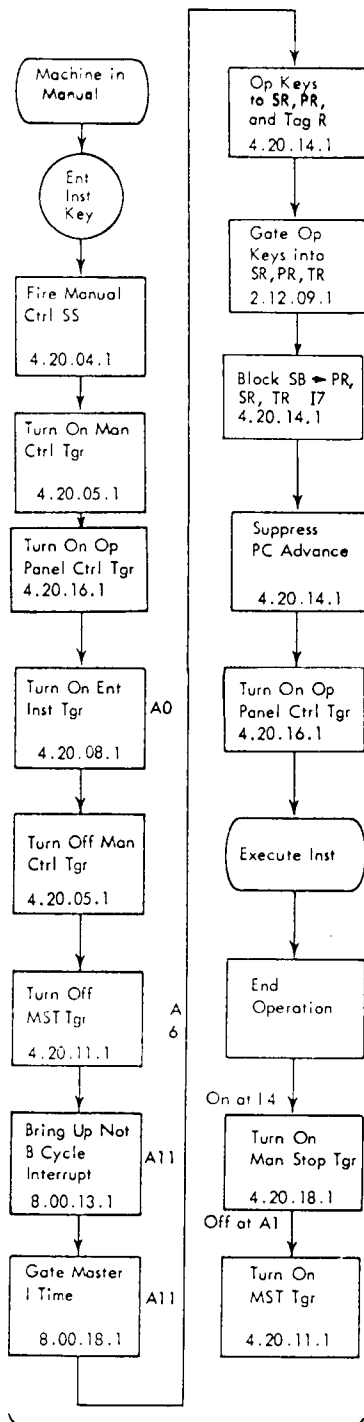 Machine in
Manual
Ent
Inst
Key
Fire Manual
Ctrl SS
4.20.04.1
Turn On Man
Ctrl Tgr
4.20.05.1
Turn On Op
Panel Ctrl Tgr
4.20.16.1
Turn On Ent
Inst Tgr
4.20.08.1
A0
Turn Off Man
Ctrl Tgr
4.20.05.1
Turn Off
MST Tgr
4.20.11.1
A
6
Bring Up Not
B Cycle
Interrupt
8.00.13.1
A11
Gate Master
I Time
8.00.18.1
A11
Op Keys
to SR, PR,
and Tag R
4.20.14.1
Gate Op
Keys into
SR, PR, TR
2.12.09.1
Block SB → PR,
SR, TR I7
4.20.14.1
Suppress
PC Advance
4.20.14.1
Turn On Op
Panel Ctrl Tgr
4.20.16.1
Execute Inst
End
Operation
On at I4
Turn On
Man Stop Tgr
4.20.18.1
Off at A1
Turn On
MST Tgr
4.20.11.1